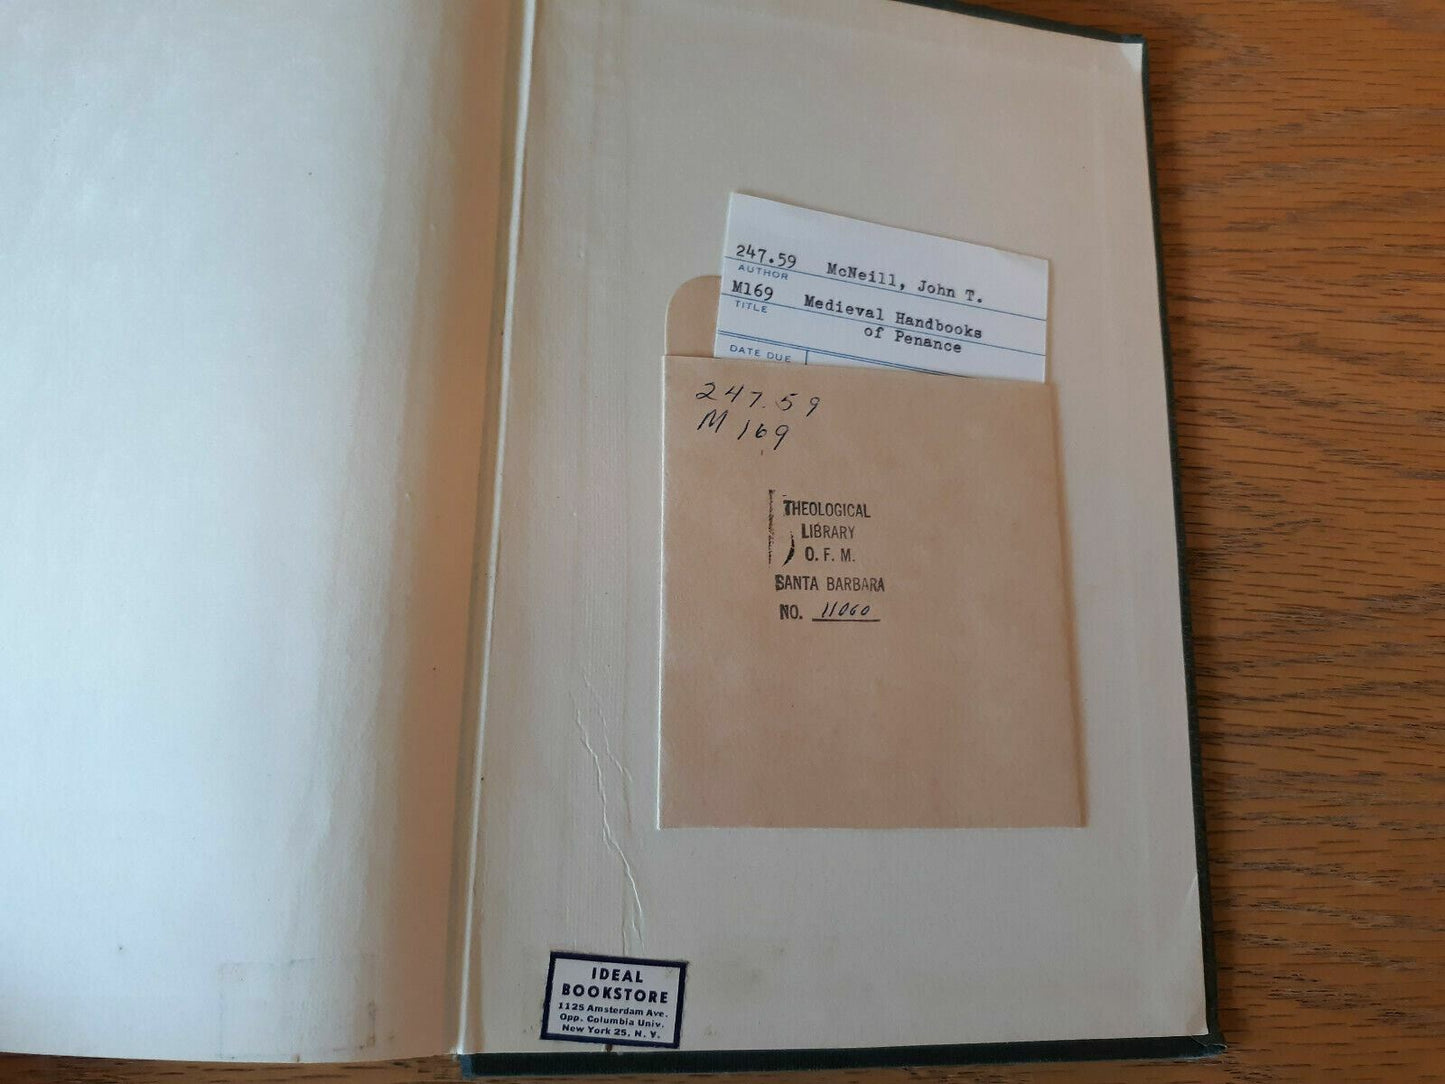 247.59 McNeill, John T.
AUTHOR
M169 Medieval Handbooks
TITLE
of Penance
DATE DUE
247.59
M169
THEOLOGICAL
LIBRARY
O. F. M.
SANTA BARBARA
NO. 11060
IDEAL
BOOKSTORE
1125 Amsterdam Ave.
Opp. Columbia Univ.
New York 25, N. Y.